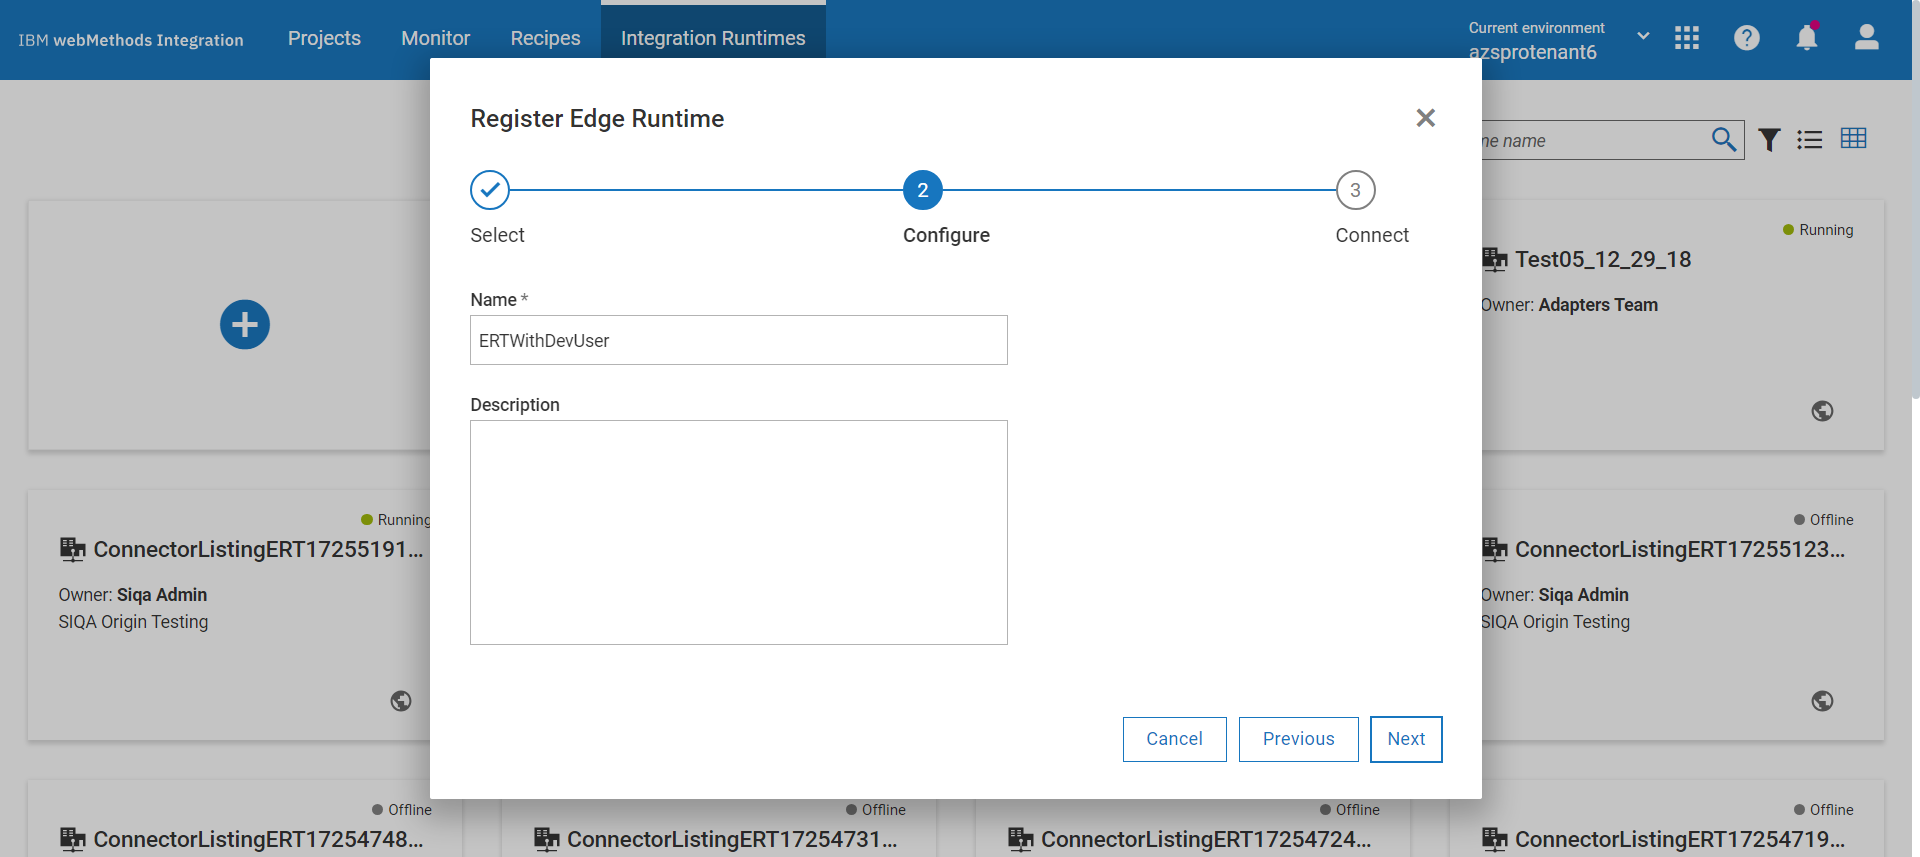 IBM webMethods Integration
Projects
Monitor
Recipes
Integration Runtimes
Current environment
azsprotenant6
me name
Register Edge Runtime
2
3
Select
Configure
Connect
Name *
ERTWithDevUser
Description
Cancel
Previous
Next
Running
Test05_12_29_18
Owner: Adapters Team
Running
ConnectorListingERT17255191...
Owner: Siqa Admin
SIQA Origin Testing
Offline
ConnectorListingERT17255123...
Owner: Siqa Admin
SIQA Origin Testing
Offline
ConnectorListingERT17254748...
Offline
ConnectorListingERT17254731...
Offline
ConnectorListingERT17254724...
Offline
ConnectorListingERT17254719...